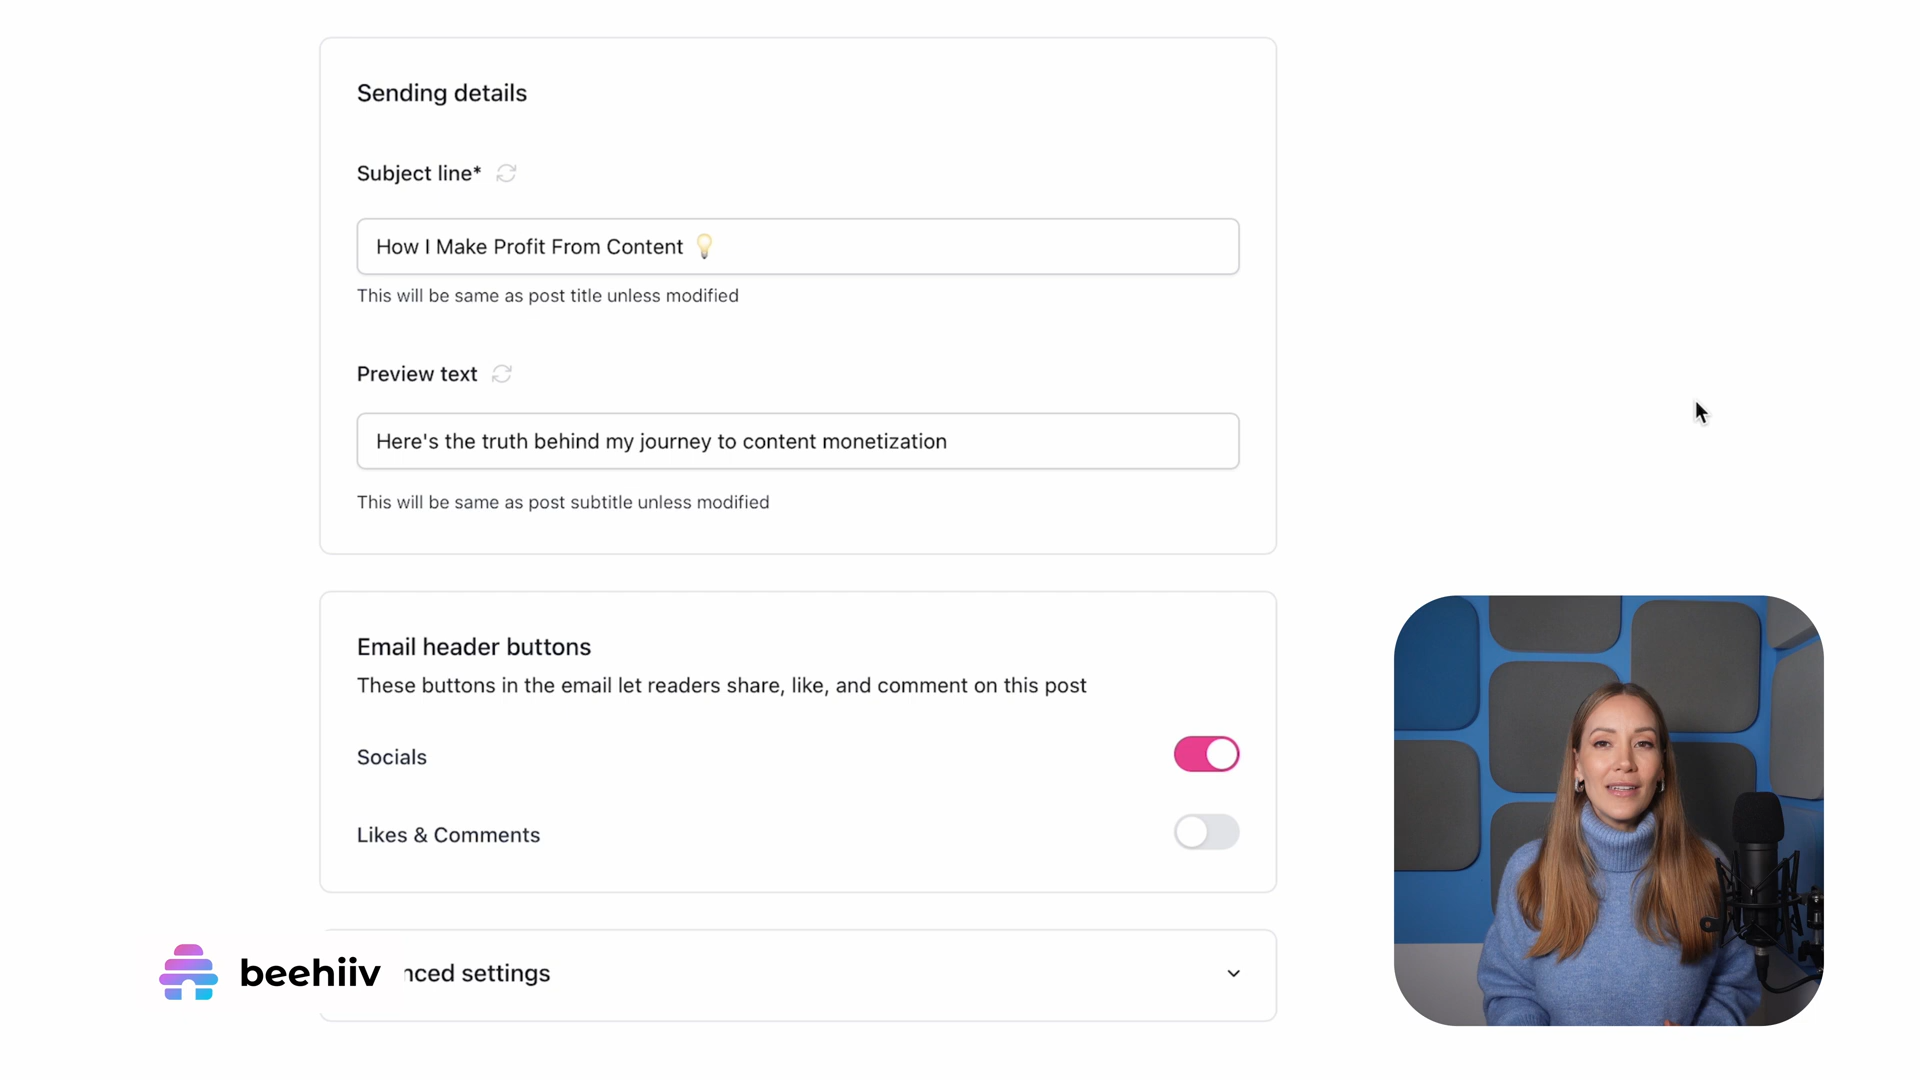 Sending details
Subject line*
How I Make Profit From Content 💡
This will be same as post title unless modified
Preview text
Here's the truth behind my journey to content monetization
This will be same as post subtitle unless modified
Email header buttons
These buttons in the email let readers share, like, and comment on this post
Socials
Likes & Comments
beehiiv
nced settings